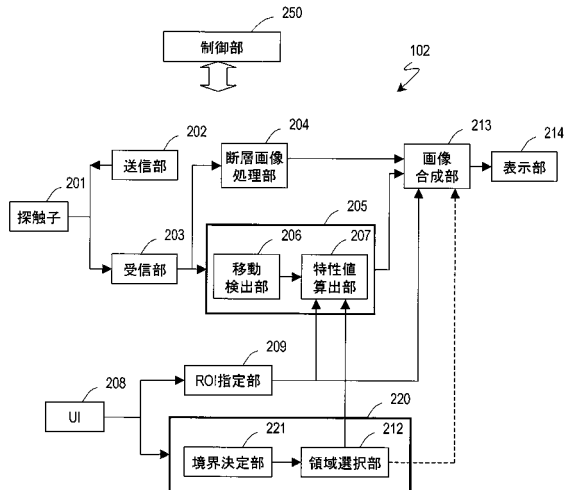 250
制御部
102
202
送信部
204
断層画像
処理部
213
画像
合成部
214
表示部
201
探触子
203
受信部
205
206
移動
検出部
207
特性値
算出部
209
ROI指定部
208
UI
220
221
境界決定部
212
領域選択部